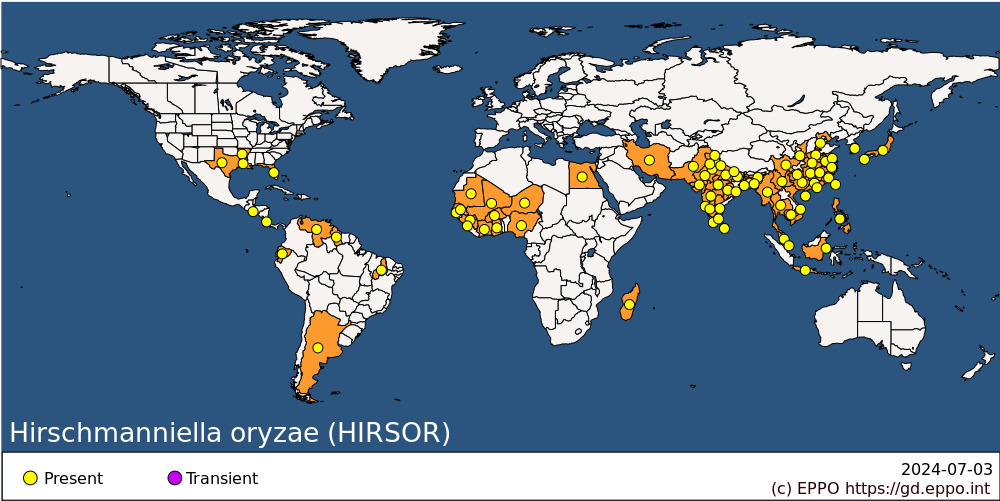 Hirschmanniella oryzae (HIRSOR)
Present
Transient
2024-07-03
(c) EPPO https://gd.eppo.int